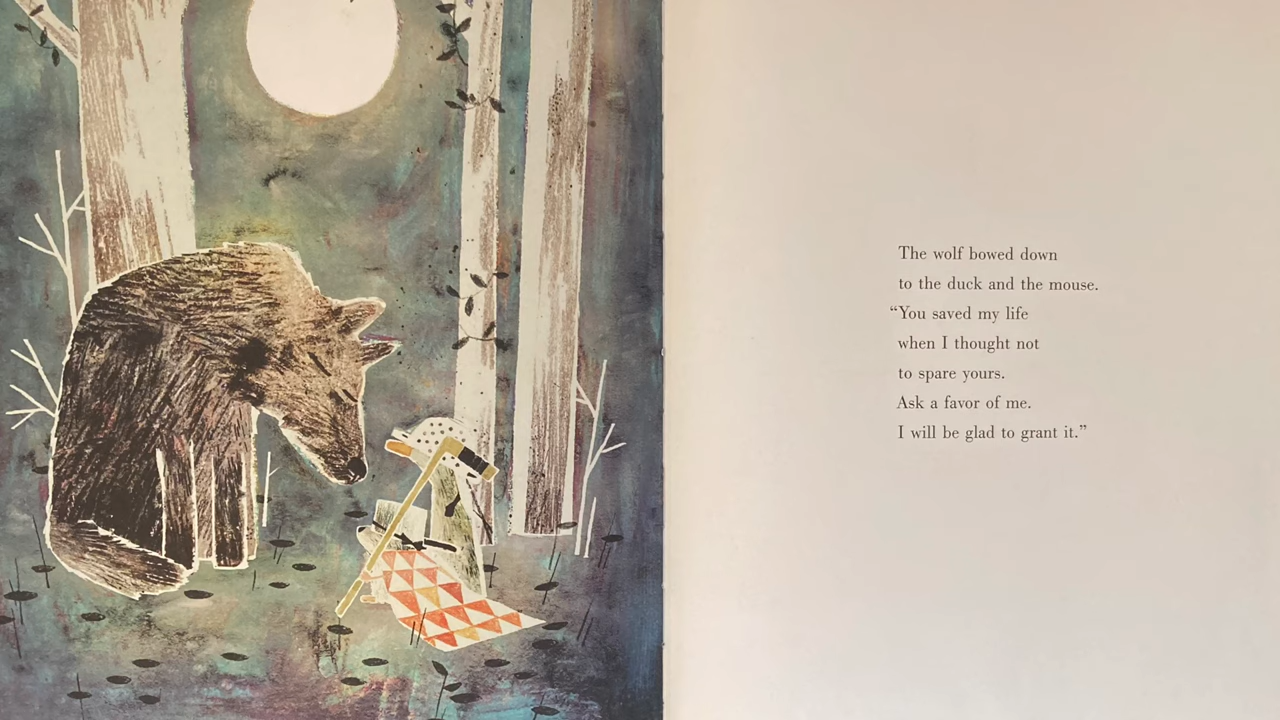 The wolf bowed down
to the duck and the mouse.
“You saved my life
when I thought not
to spare yours.
Ask a favor of me.
I will be glad to grant it.”